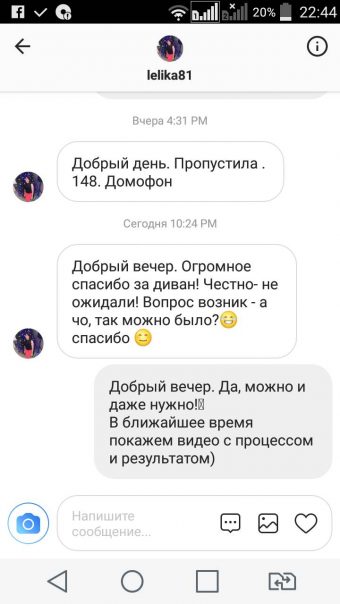 20% 22:44
lelika81
Вчера 4:31 PM
Добрый день. Пропустила .
148. Домофон
Сегодня 10:24 PM
Добрый вечер. Огромное
спасибо за диван! Честно- не
ожидали! Вопрос возник - а
чо, так можно было?😁
спасибо 😊
Добрый вечер. Да, можно и
даже нужно!
В ближайшее время
покажем видео с процессом
и результатом)
Напишите
сообщение...